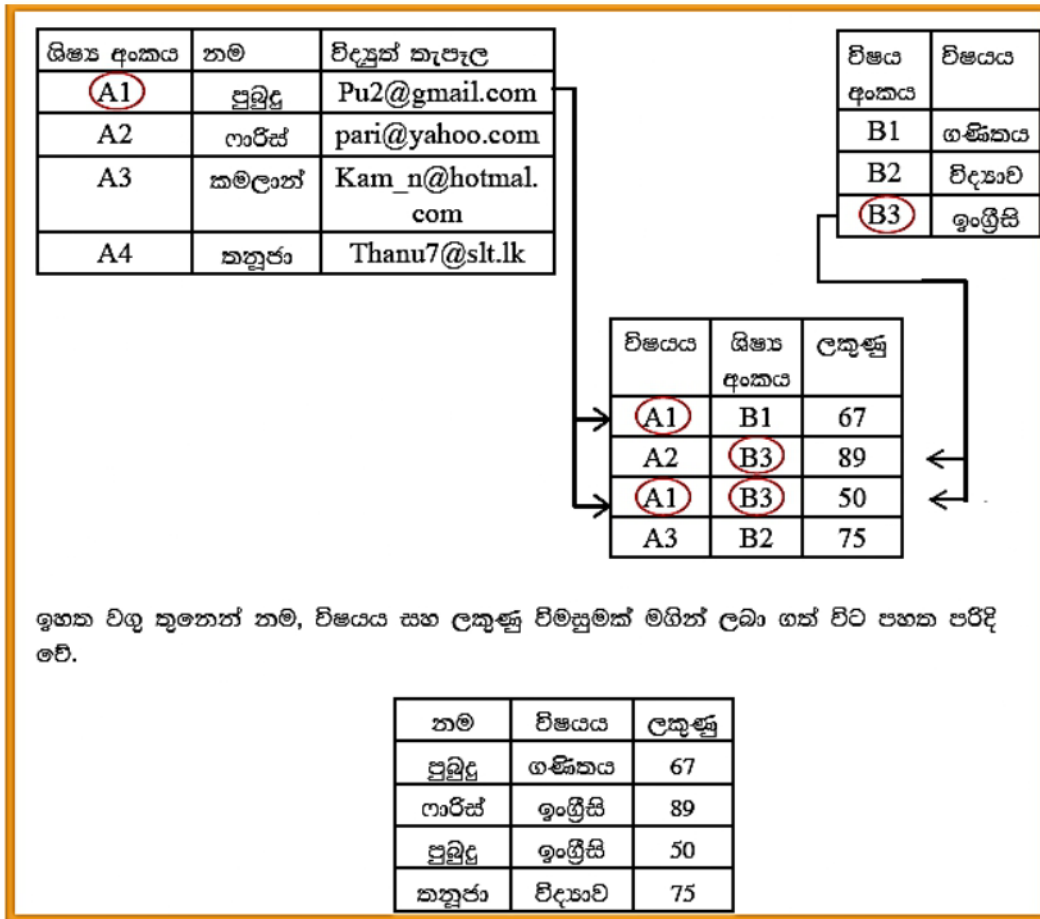 ශිෂ්‍ය අංකය නම විද්‍යුත් තැපෑල
A1 පුබුදු Pu2@gmail.com
A2 ෆාරිස් pari@yahoo.com
A3 කමලාන් Kam_n@hotmal.
com
A4 තනූජා Thanu7@slt.lk
විෂය විෂයය
අංකය
B1 ගණිතය
B2 විද්‍යාව
B3 ඉංග්‍රීසි
විෂයය ශිෂ්‍ය ලකුණු
අංකය
A1 B1 67
A2 B3 89
A1 B3 50
A3 B2 75
ඉහත වගු තුනෙන් නම, විෂයය සහ ලකුණු විමසුමක් මගින් ලබා ගත් විට පහත පරිදි
වේ.
නම විෂයය ලකුණු
පුබුදු ගණිතය 67
ෆාරිස් ඉංග්‍රීසි 89
පුබුදු ඉංග්‍රීසි 50
තනූජා විද්‍යාව 75